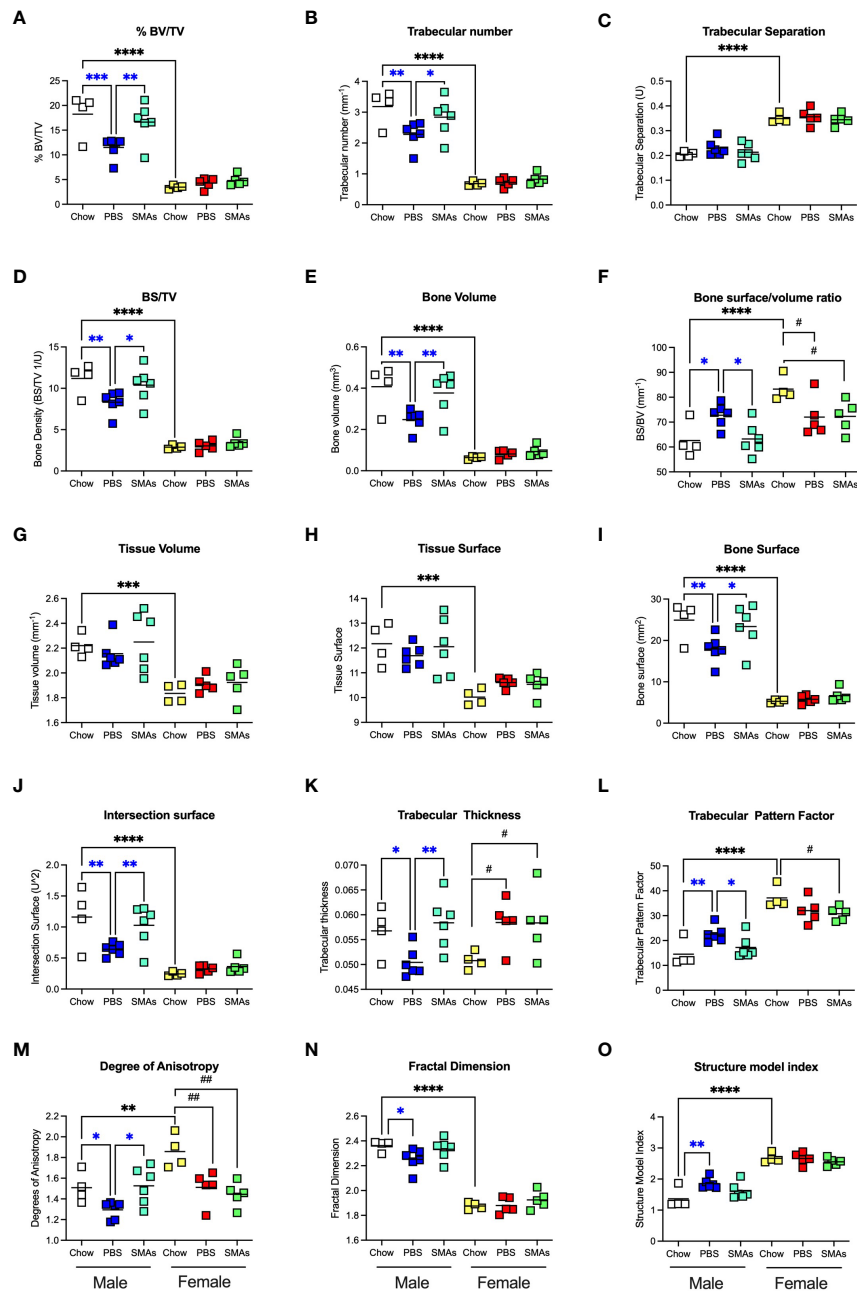 A
% BV/TV
B
Trabecular number
C
Trabecular Separation
****
***
**
25
20
15
10
5
0
% BV/TV
Chow PBS SMAs Chow PBS SMAs
****
**
*
4
3
2
1
0
Trabecular number (mm⁻¹)
Chow PBS SMAs Chow PBS SMAs
****
0.5
0.4
0.3
0.2
0.1
0.0
Trabecular Separation (U)
Chow PBS SMAs Chow PBS SMAs
D
BS/TV
E
Bone Volume
F
Bone surface/volume ratio
****
**
*
15
10
5
0
Bone Density (BS/TV 1/U)
Chow PBS SMAs Chow PBS SMAs
****
**
**
0.6
0.4
0.2
0.0
Bone volume (mm³)
Chow PBS SMAs Chow PBS SMAs
****
#
#
*
*
100
90
80
70
60
50
BS/BV (mm⁻¹)
Chow PBS SMAs Chow PBS SMAs
G
Tissue Volume
H
Tissue Surface
I
Bone Surface
***
2.6
2.4
2.2
2.0
1.8
1.6
Tissue volume (mm⁻¹)
Chow PBS SMAs Chow PBS SMAs
***
14
13
12
11
10
9
Tissue Surface
Chow PBS SMAs Chow PBS SMAs
****
**
*
30
20
10
0
Bone surface (mm²)
Chow PBS SMAs Chow PBS SMAs
J
Intersection surface
K
Trabecular Thickness
L
Trabecular Pattern Factor
****
**
**
2.0
1.5
1.0
0.5
0.0
Intersection Surface (U^2)
Chow PBS SMAs Chow PBS SMAs
#
#
*
**
0.070
0.065
0.060
0.055
0.050
0.045
Trabecular thickness
Chow PBS SMAs Chow PBS SMAs
****
#
**
*
50
40
30
20
10
0
Trabecular Pattern Factor
Chow PBS SMAs Chow PBS SMAs
M
Degree of Anisotropy
N
Fractal Dimension
O
Structure model index
##
##
**
*
*
2.2
2.0
1.8
1.6
1.4
1.2
1.0
Degrees of Anisotropy
Chow PBS SMAs Chow PBS SMAs
Male Female
****
*
2.6
2.4
2.2
2.0
1.8
1.6
Fractal Dimension
Chow PBS SMAs Chow PBS SMAs
Male Female
****
**
4
3
2
1
0
Structure Model Index
Chow PBS SMAs Chow PBS SMAs
Male Female